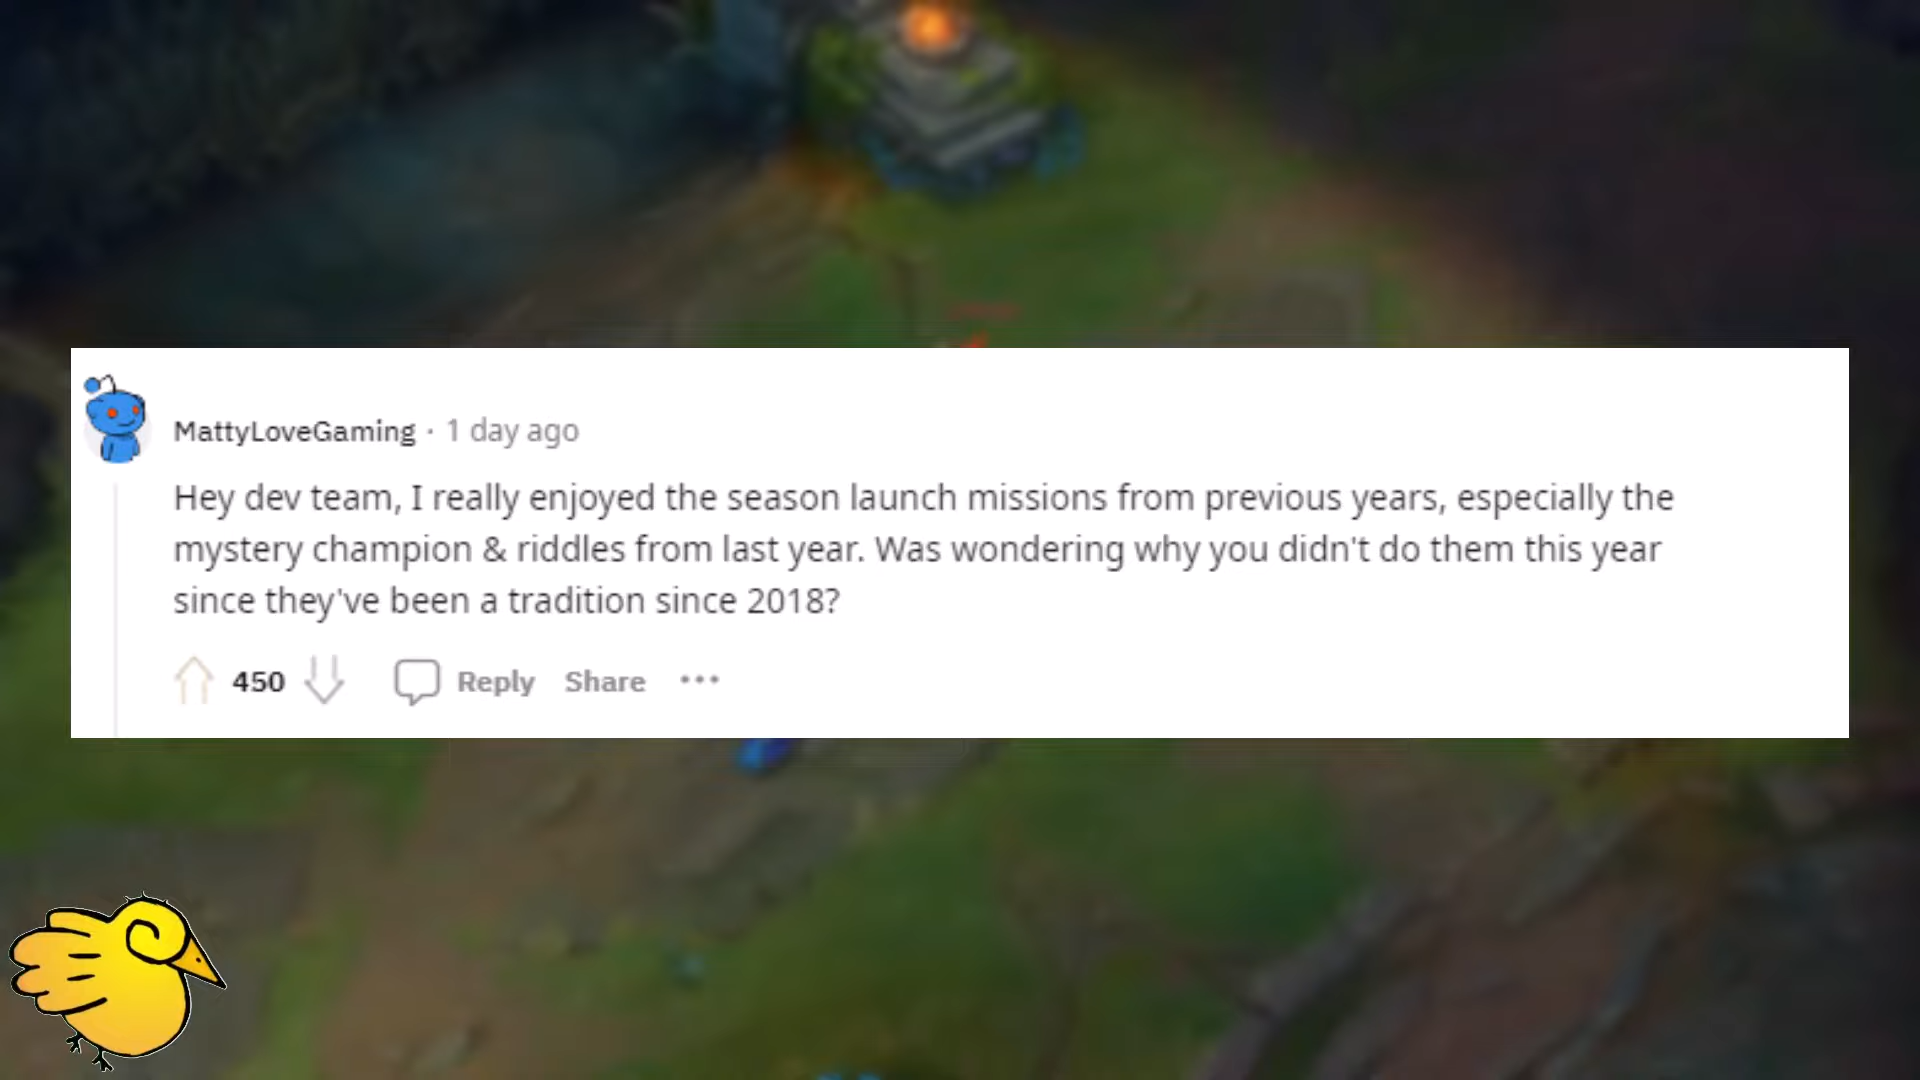 MattyLoveGaming · 1 day ago
Hey dev team, I really enjoyed the season launch missions from previous years, especially the
mystery champion & riddles from last year. Was wondering why you didn't do them this year
since they've been a tradition since 2018?
450 Reply Share ···